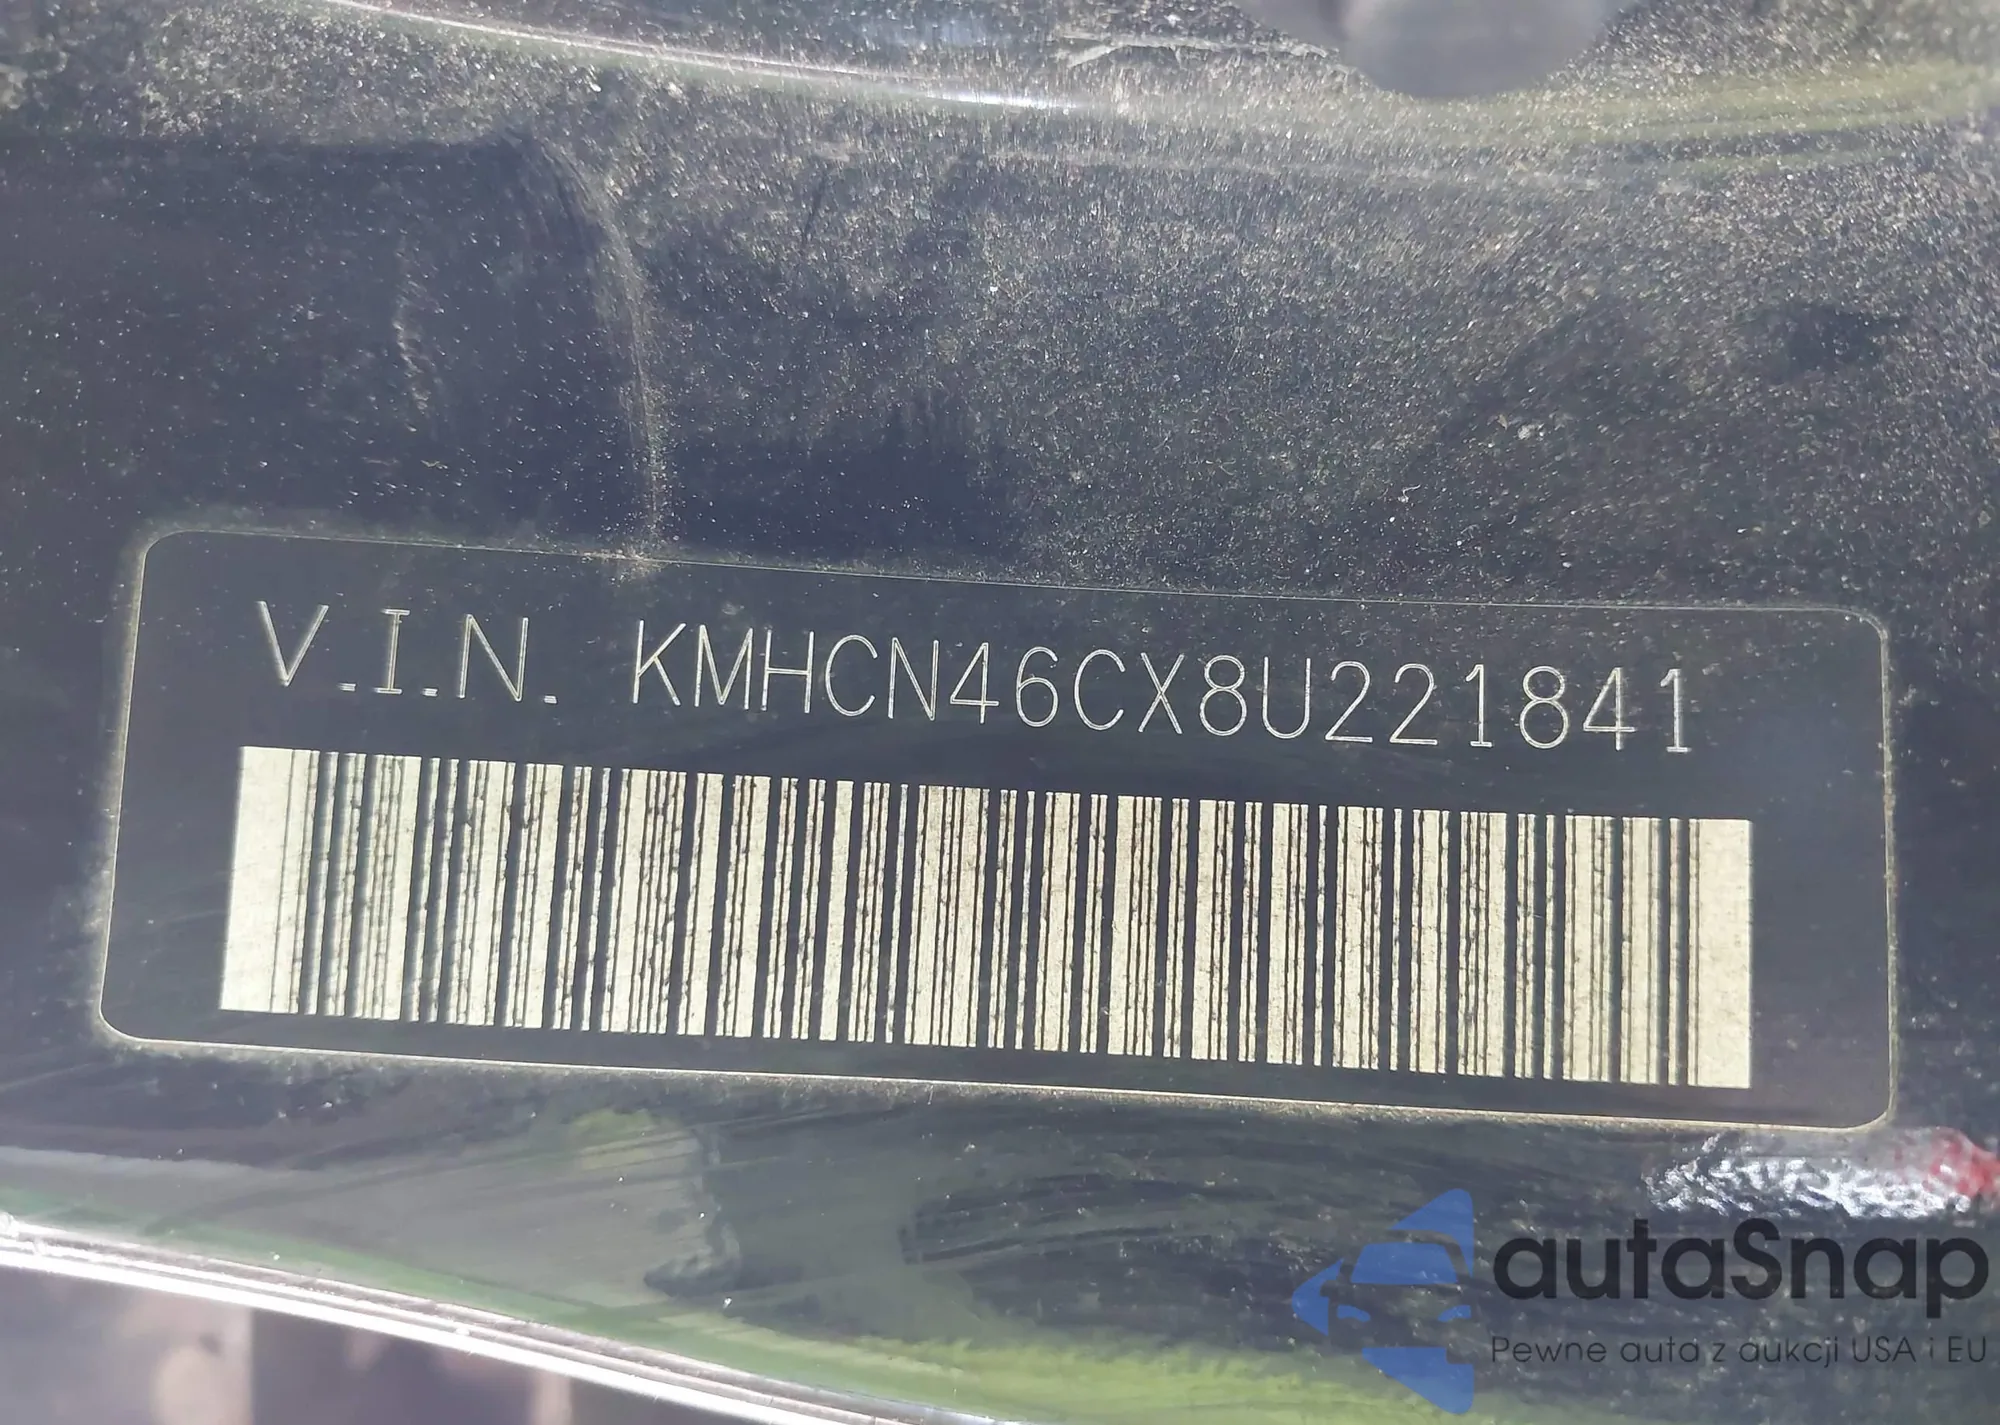 V.I.N. KMHCN46CX8U221841
autaSnap
Pewne auta z aukcji USA i EU